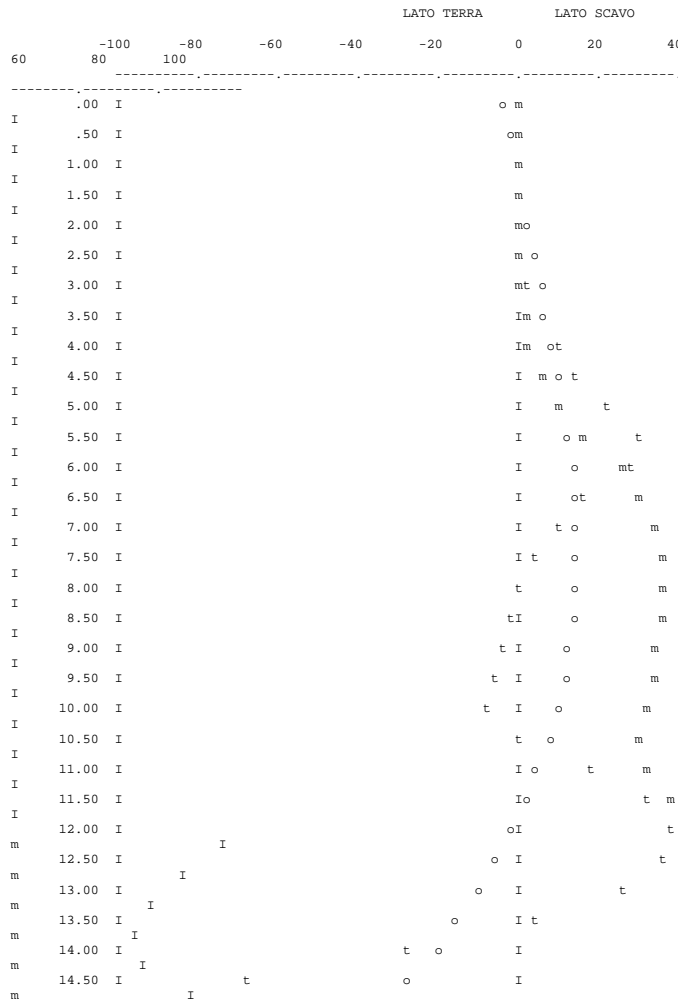 LATO TERRA LATO SCAVO
-100 -80 -60 -40 -20 0 20 40
60 80 100
---------.---------.---------.---------.---------.---------.---------.
--------.---------.----------
.00 I o m
I
.50 I om
I
1.00 I m
I
1.50 I m
I
2.00 I mo
I
2.50 I m o
I
3.00 I mt o
I
3.50 I Im o
I
4.00 I Im ot
I
4.50 I I m o t
I
5.00 I I m t
I
5.50 I I o m t
I
6.00 I I o mt
I
6.50 I I ot m
I
7.00 I I t o m
I
7.50 I I t o m
I
8.00 I t o m
I
8.50 I tI o m
I
9.00 I t I o m
I
9.50 I t I o m
I
10.00 I t I o m
I
10.50 I t o m
I
11.00 I I o t m
I
11.50 I Io t m
I
12.00 I oI t
m I
12.50 I o I t
m I
13.00 I o I t
m I
13.50 I o I t
m I
14.00 I t o I
m I
14.50 I t o I
m I